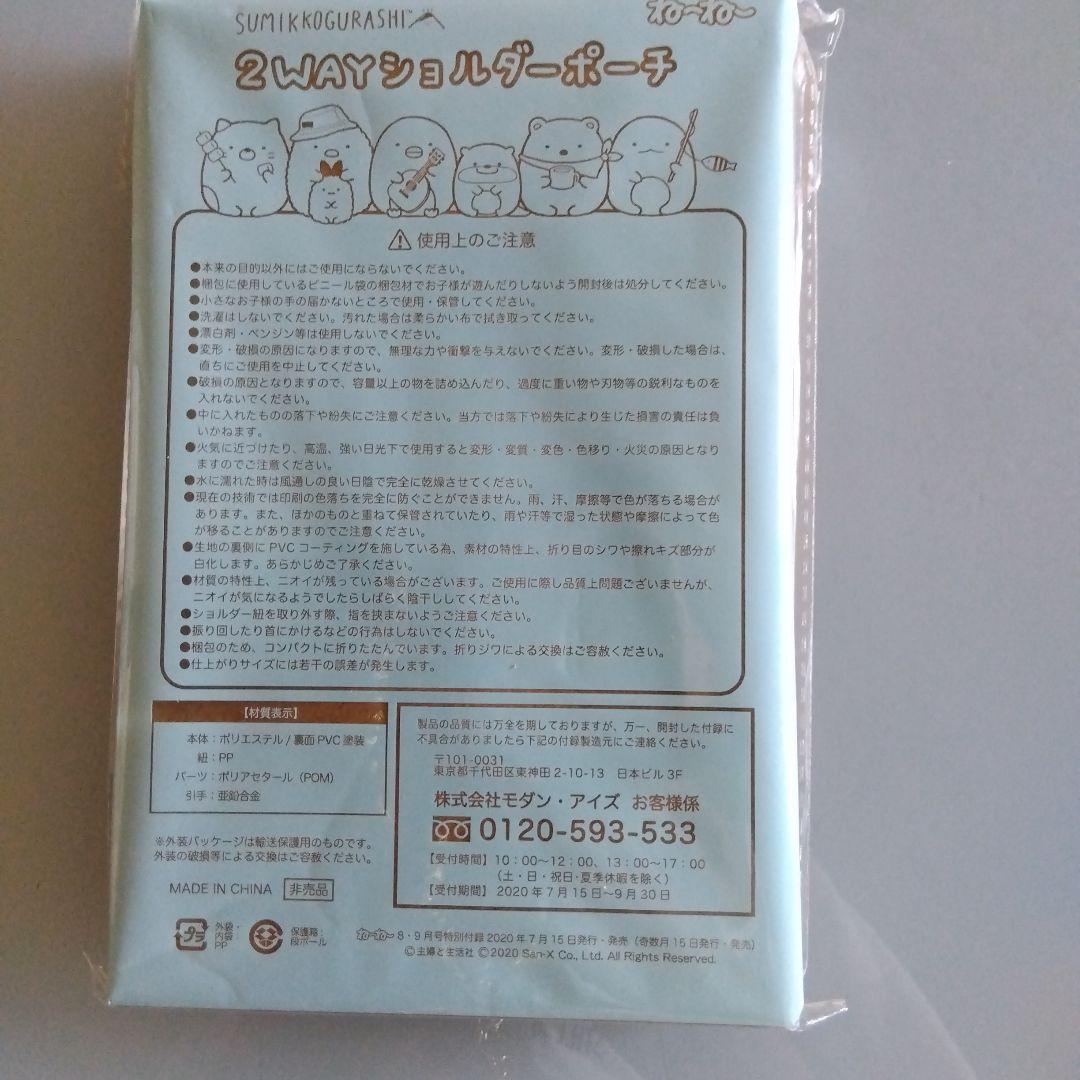 SUMIKKOGURASHI™
ね〜ね〜
2WAYショルダーポーチ
使用上のご注意
●本来の目的以外にはご使用にならないでください。
●梱包に使用しているビニール袋の梱包材でお子様が遊んだりしないよう開封後は処分してください。
●小さなお子様の手の届かないところで使用・保管してください。
●洗濯はしないでください。汚れた場合は柔らかい布で拭き取ってください。
●漂白剤・ベンジン等は使用しないでください。
●変形・破損の原因になりますので、無理な力や衝撃を与えないでください。変形・破損した場合は、
直ちにご使用を中止してください。
●破損の原因となりますので、容量以上の物を詰め込んだり、過度に重い物や刃物等の鋭利なものを
入れないでください。
●中に入れたものの落下や紛失にご注意ください。当方では落下や紛失により生じた損害の責任は負
いかねます。
●火気に近づけたり、高温、強い日光下で使用すると変形・変質・変色・色移り・火災の原因となり
ますのでご注意ください。
●水に濡れた時は風通しの良い日陰で完全に乾燥させてください。
●現在の技術では印刷の色落ちを完全に防ぐことができません。雨、汗、摩擦等で色が落ちる場合が
あります。また、ほかのものと重ねて保管されていたり、雨や汗等で湿った状態や摩擦によって色
が移ることがありますのでご注意ください。
●生地の裏側にPVCコーティングを施している為、素材の特性上、折り目のシワや擦れキズ部分が
白化します。あらかじめご了承ください。
●材質の特性上、ニオイが残っている場合がございます。ご使用に際し品質上問題ございませんが、
ニオイが気になるようでしたらしばらく陰干ししてください。
●ショルダー紐を取り外す際、指を挟まないようご注意ください。
●振り回したり首にかけるなどの行為はしないでください。
●梱包のため、コンパクトに折りたたんでいます。折りジワによる交換はご容赦ください。
●仕上がりサイズには若干の誤差が発生します。
【材質表示】
本体：ポリエステル/裏面PVC塗装
紐：PP
パーツ：ポリアセタール（POM）
引手：亜鉛合金
※外装パッケージは輸送保護用のものです。
外装の破損等による交換はご容赦ください。
MADE IN CHINA 非売品
プラ
外袋・
内袋
PP
保護箱：
段ボール
製品の品質には万全を期しておりますが、万一、開封した付録に
不具合がありましたら下記の付録製造元にご連絡ください。
〒101-0031
東京都千代田区東神田2-10-13 日本ビル3F
株式会社モダン・アイズ お客様係
0120-593-533
【受付時間】10：00〜12：00、13：00〜17：00
（土・日・祝日・夏季休暇を除く）
【受付期間】2020年7月15日〜9月30日
ね〜ね〜 8・9月号特別付録 2020年7月15日発行・発売（奇数月15日発行・発売）
©主婦と生活社 ©2020 San-X Co., Ltd. All Rights Reserved.